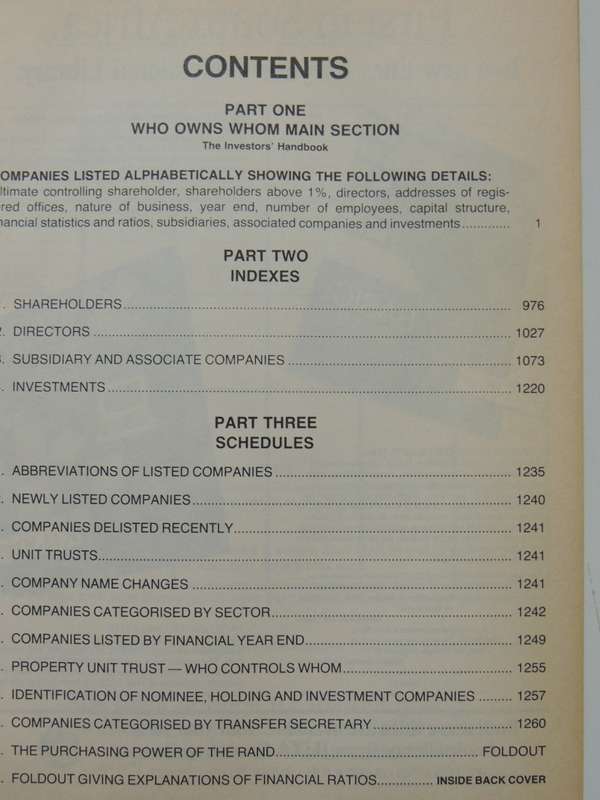 CONTENTS
PART ONE
WHO OWNS WHOM MAIN SECTION
The Investors' Handbook
OMPANIES LISTED ALPHABETICALLY SHOWING THE FOLLOWING DETAILS:
ltimate controlling shareholder, shareholders above 1%, directors, addresses of regis-
red offices, nature of business, year end, number of employees, capital structure,
nancial statistics and ratios, subsidiaries, associated companies and investments ............. 1
PART TWO
INDEXES
. SHAREHOLDERS ............ 976
. DIRECTORS ............ 1027
. SUBSIDIARY AND ASSOCIATE COMPANIES ............ 1073
. INVESTMENTS ............ 1220
PART THREE
SCHEDULES
. ABBREVIATIONS OF LISTED COMPANIES ............ 1235
. NEWLY LISTED COMPANIES ............ 1240
. COMPANIES DELISTED RECENTLY ............ 1241
. UNIT TRUSTS ............ 1241
. COMPANY NAME CHANGES ............ 1241
. COMPANIES CATEGORISED BY SECTOR ............ 1242
. COMPANIES LISTED BY FINANCIAL YEAR END ............ 1249
. PROPERTY UNIT TRUST — WHO CONTROLS WHOM ............ 1255
. IDENTIFICATION OF NOMINEE, HOLDING AND INVESTMENT COMPANIES ......... 1257
. COMPANIES CATEGORISED BY TRANSFER SECRETARY ............ 1260
. THE PURCHASING POWER OF THE RAND ............ FOLDOUT
. FOLDOUT GIVING EXPLANATIONS OF FINANCIAL RATIOS ............ INSIDE BACK COVER